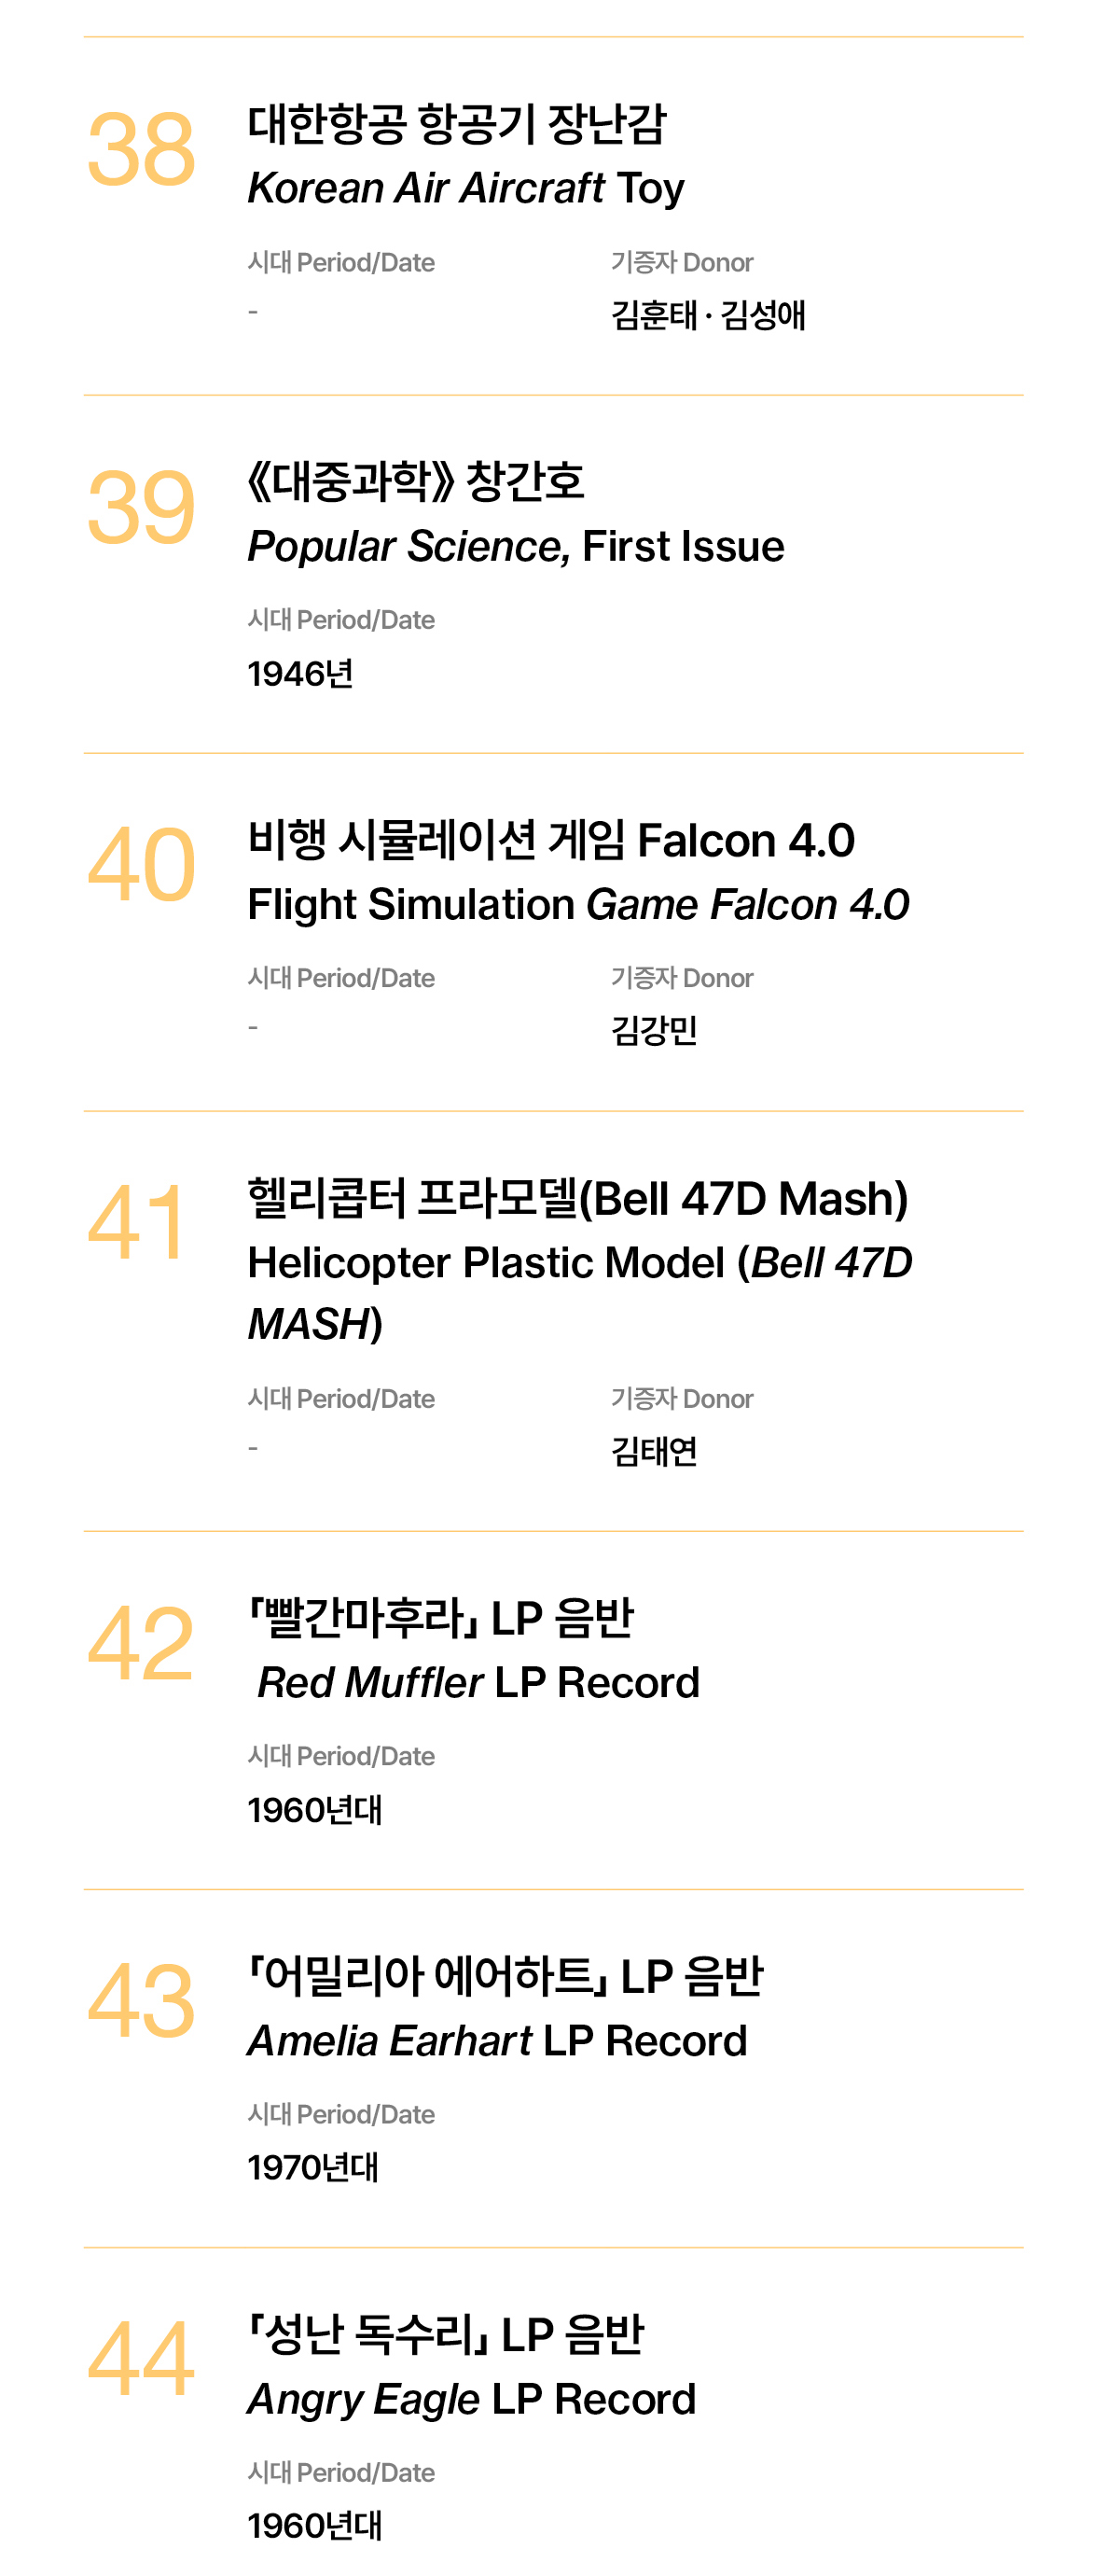 38
대한항공 항공기 장난감
Korean Air Aircraft Toy
시대 Period/Date
기증자 Donor
-
김훈태 · 김성애
39
《대중과학》 창간호
Popular Science, First Issue
시대 Period/Date
1946년
40
비행 시뮬레이션 게임 Falcon 4.0
Flight Simulation Game Falcon 4.0
시대 Period/Date
기증자 Donor
-
김강민
41
헬리콥터 프라모델(Bell 47D Mash)
Helicopter Plastic Model (Bell 47D
MASH)
시대 Period/Date
기증자 Donor
-
김태연
42
「빨간마후라」 LP 음반
Red Muffler LP Record
시대 Period/Date
1960년대
43
「어밀리아 에어하트」 LP 음반
Amelia Earhart LP Record
시대 Period/Date
1970년대
44
「성난 독수리」 LP 음반
Angry Eagle LP Record
시대 Period/Date
1960년대